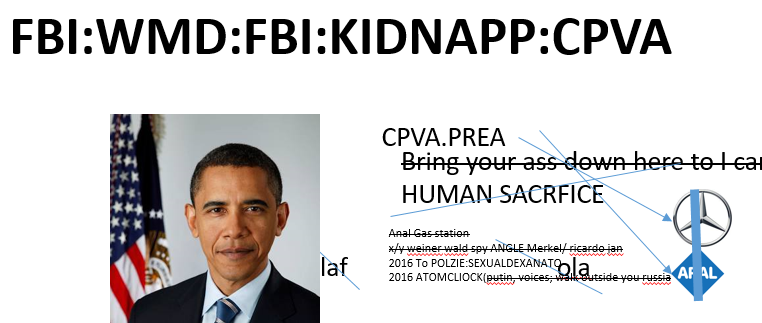 FBI:WMD:FBI:KIDNAPP:CPVA
CPVA.PREA
Bring your ass down here to I car
HUMAN SACRFICE
Anal Gas station
x/y weiner wald spy ANGLE Merkel/ ricardo jan
laf
2016 To POLZIE:SEXUALDEXANATO
ola
2016 ATOMCLIOCK(putin, voices; walk outside you russia
ARAL